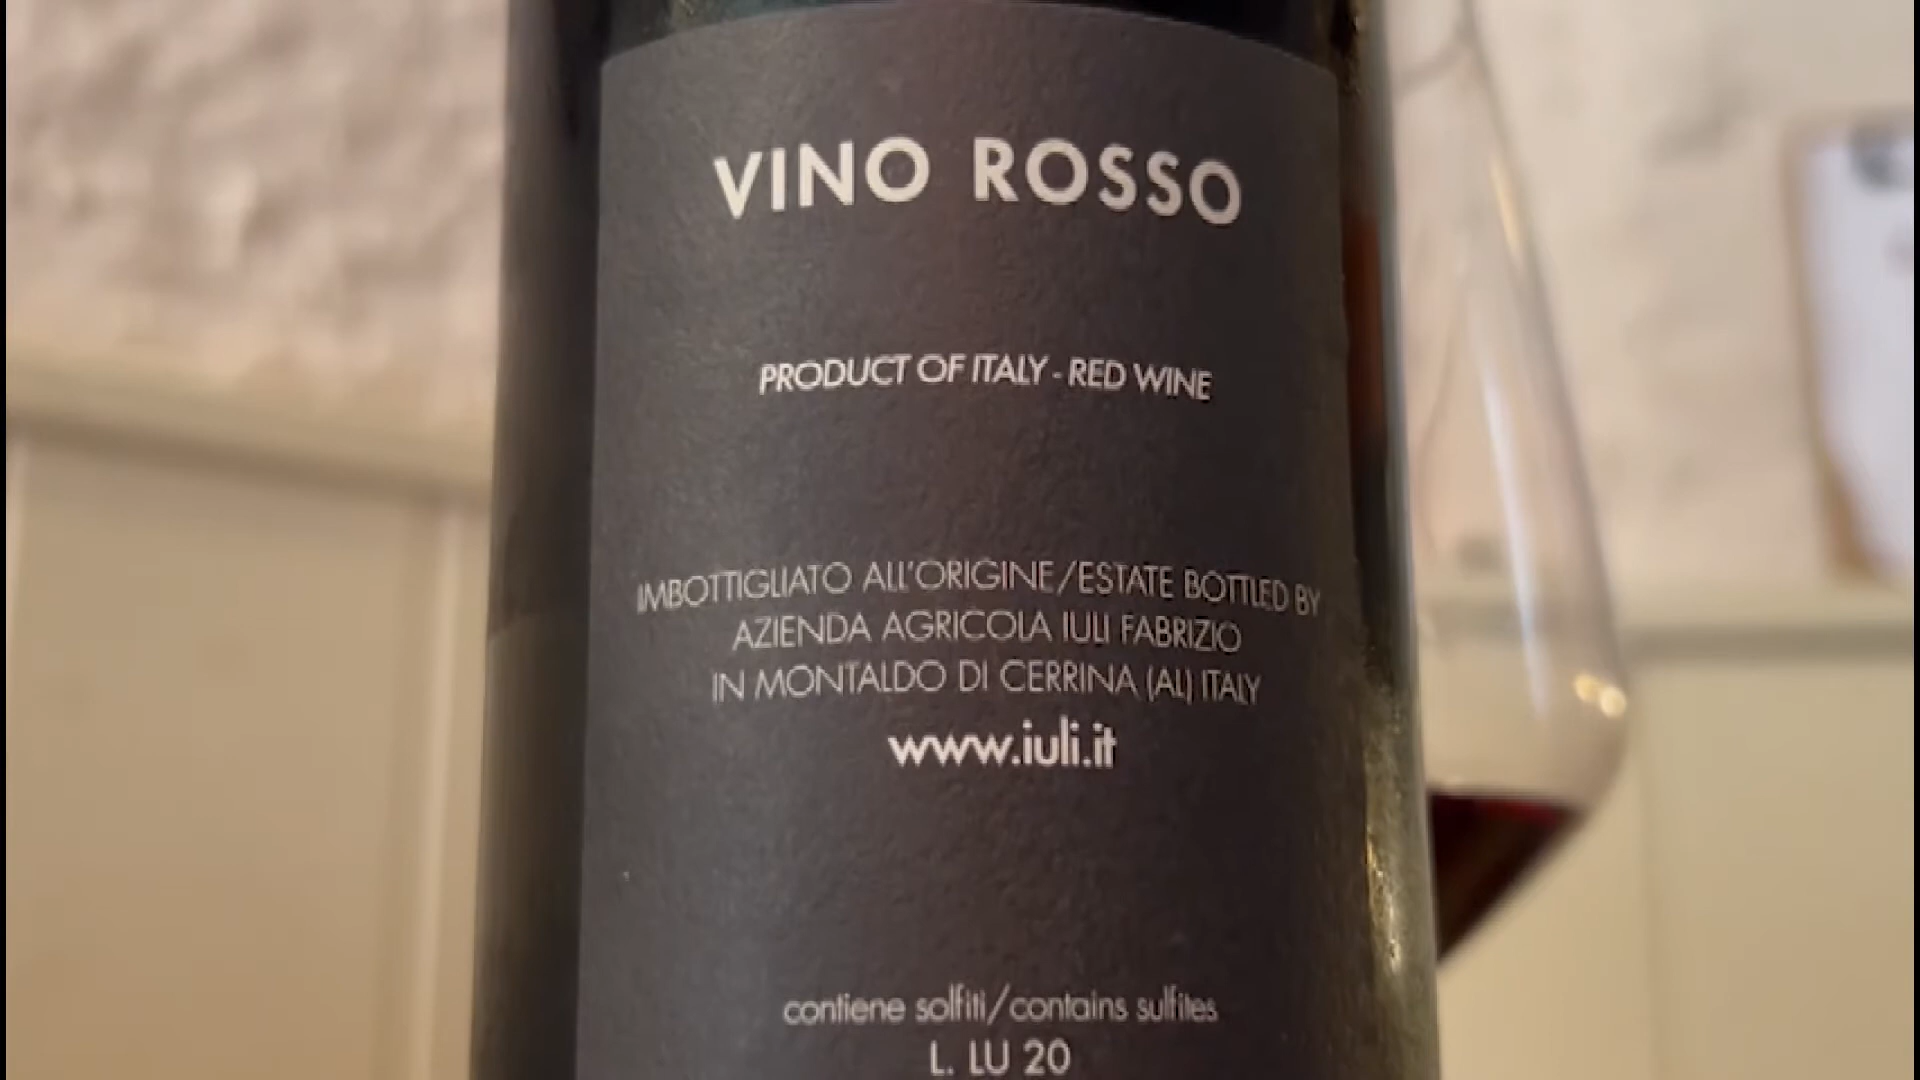 VINO ROSSO
PRODUCT OF ITALY - RED WINE
IMBOTTIGLIATO ALL'ORIGINE/ESTATE BOTTLED BY
AZIENDA AGRICOLA IULI FABRIZIO
IN MONTALDO DI CERRINA (AL) ITALY
www.iuli.it
contiene solfiti/contains sulfites
L. LU 20